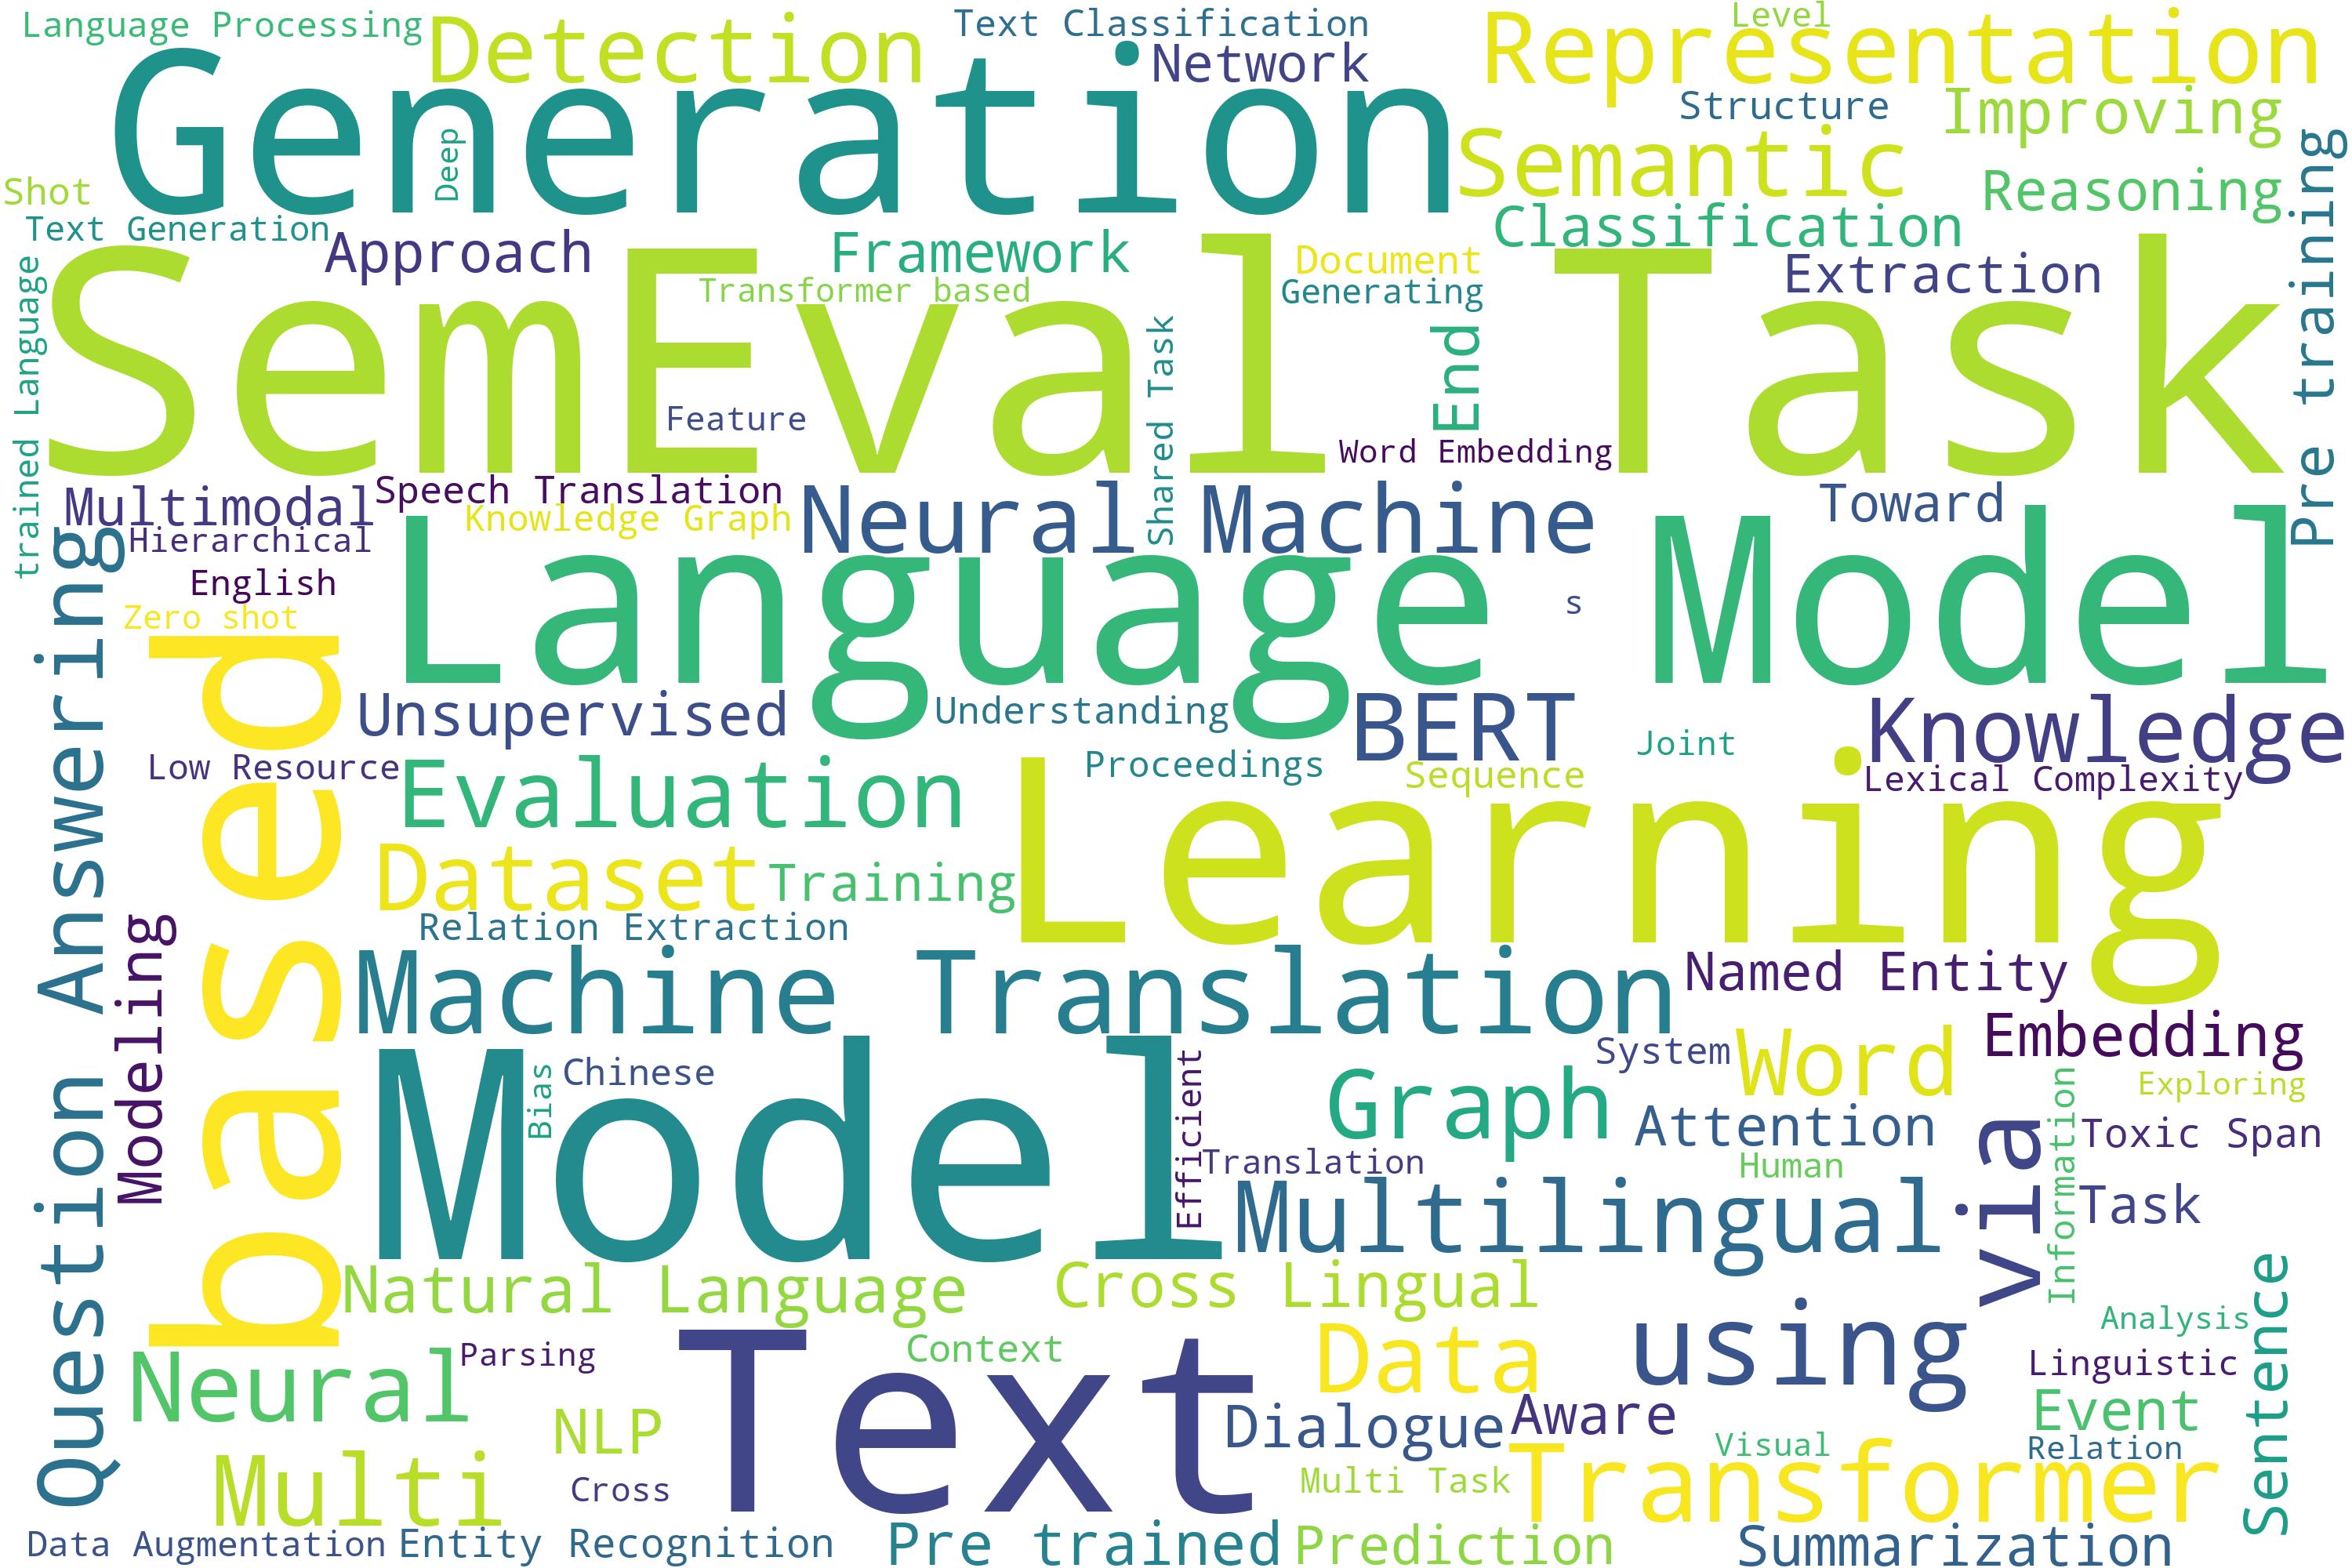 Language Processing
Detection
Text Classification
Level
Representation
Generation
Network
Deep
Structure
Improving
Semantic
Shot
Reasoning
Pre training
Text Generation
Approach
Framework
Classification
Document
Extraction
Transformer based
Generating
trained Language
SemEval Task
End
Shared Task
Feature
Word Embedding
Speech Translation
Multimodal
Neural Machine
Toward
Knowledge Graph
Hierarchical
Language Model
English
s
Zero shot
Question Answering
based
Unsupervised
Understanding
BERT
Knowledge
Joint
Low Resource
Evaluation
Proceedings
Sequence
Lexical Complexity
Learning
Dataset
Training
Relation Extraction
Modeling
Machine Translation
Named Entity
Model
Bias
Chinese
Efficient
Graph
System
Word
Embedding
Exploring
Attention
via
Information
Toxic Span
Translation
Human
Multilingual
Task
Natural Language
Cross Lingual
Sentence
Analysis
Neural
Parsing
Text
Context
Data
using
Linguistic
NLP
Dialogue
Aware
Event
Multi
Cross
Visual
Relation
Multi Task
Transformer
Data Augmentation
Entity Recognition
Pre trained
Prediction
Summarization